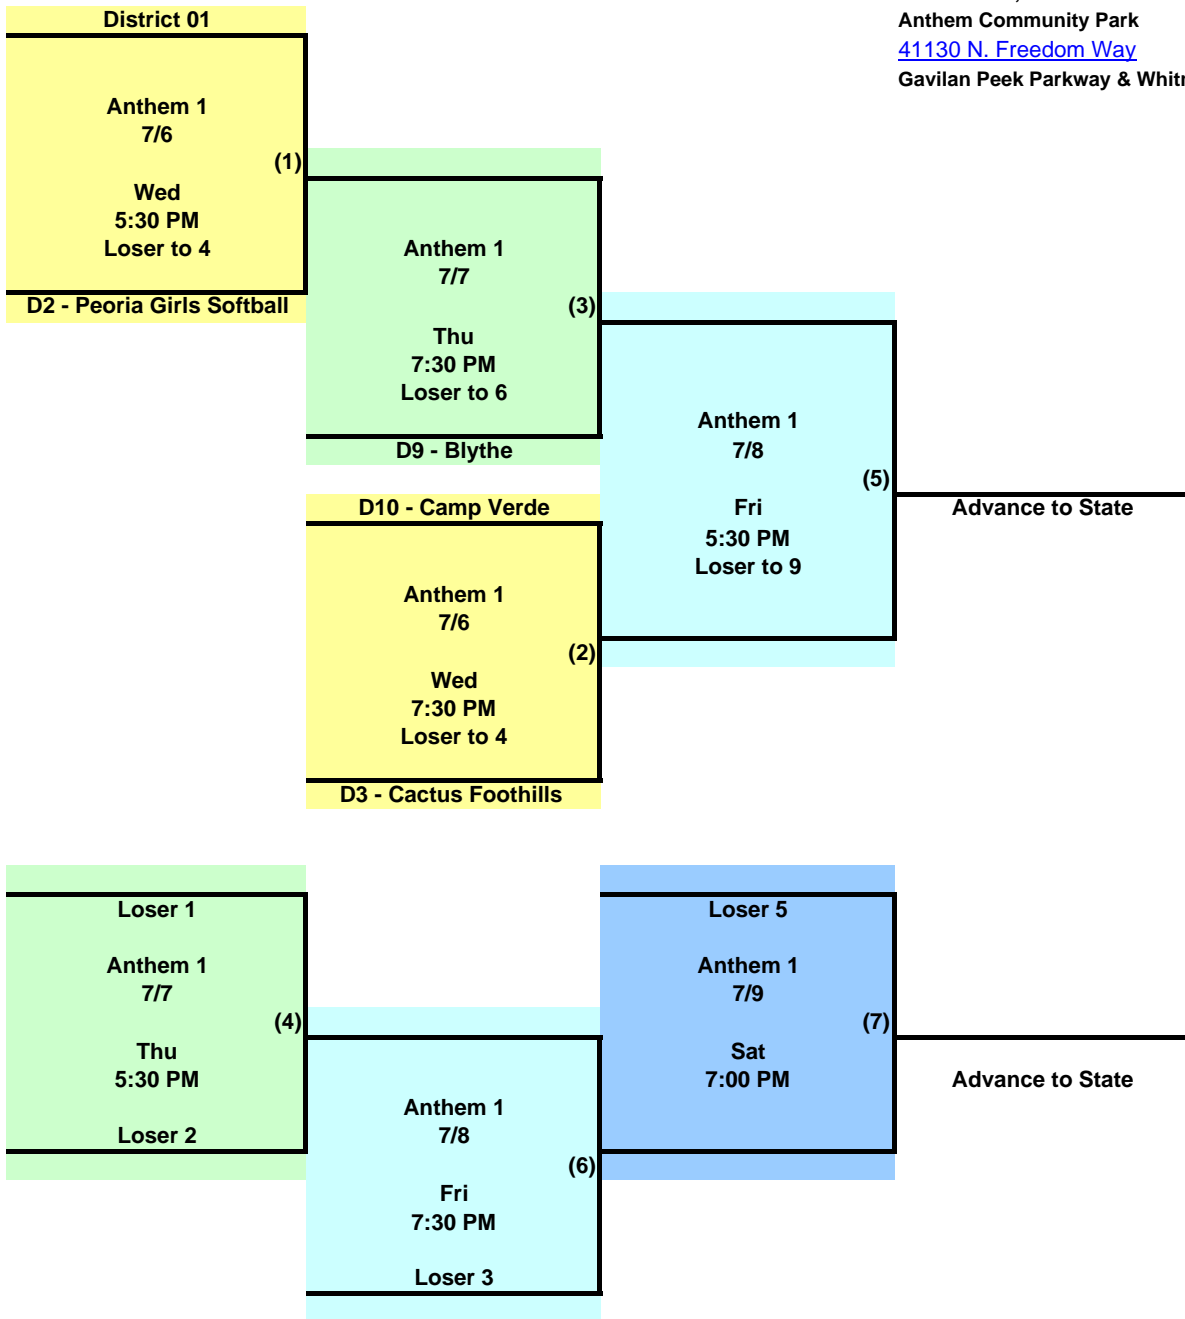 District 01
Anthem Community Park
41130 N. Freedom Way
Gavilan Peek Parkway &
Anthem 1
7/6
(1)
Wed
5:30 PM
Loser to 4
D2 - Peoria Girls Softball
Anthem 1
7/7
(3)
Thu
7:30 PM
Loser to 6
D9 - Blythe
Anthem 1
7/8
(5)
Fri
5:30 PM
Loser to 9
Advance to State
D10 - Camp Verde
Anthem 1
7/6
(2)
Wed
7:30 PM
Loser to 4
D3 - Cactus Foothills
Loser 1
Anthem 1
7/7
(4)
Thu
5:30 PM
Loser 2
Loser 5
Anthem 1
7/9
(7)
Sat
7:00 PM
Advance to State
Anthem 1
7/8
(6)
Fri
7:30 PM
Loser 3